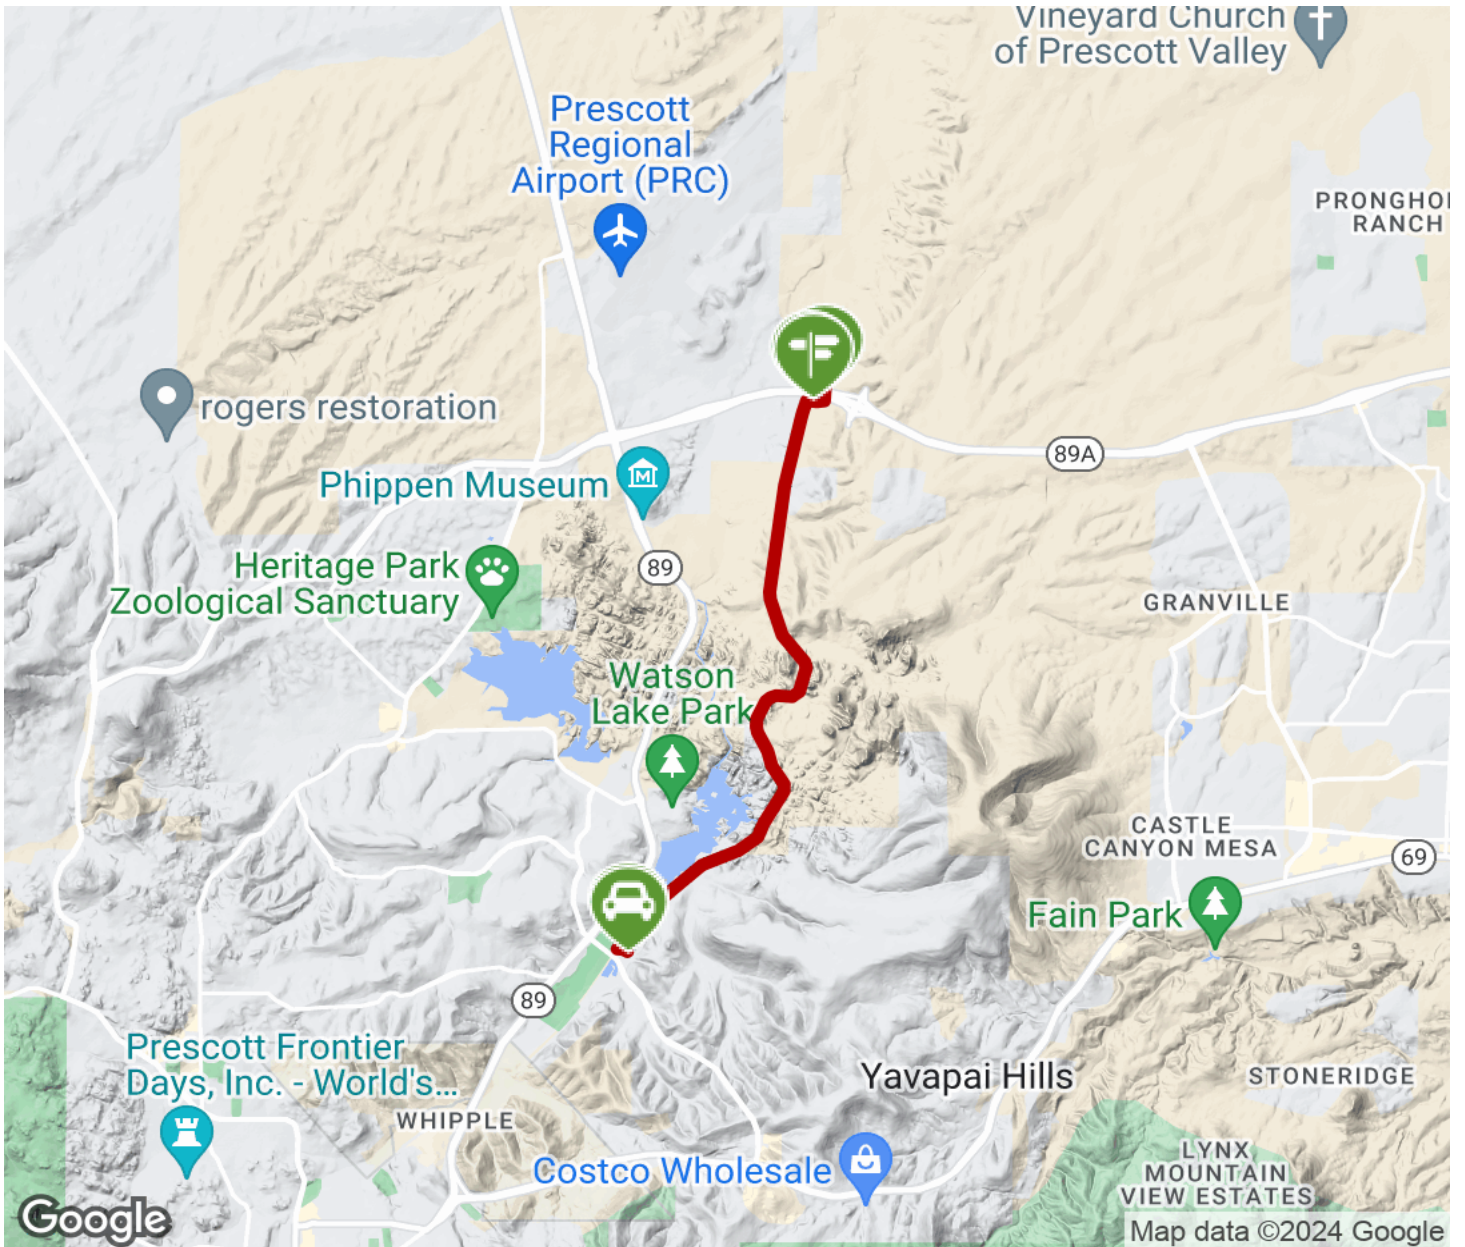 Vineyard Church
of Prescott Valley
Prescott
Regional
Airport (PRC)
PRONGHO
RANCH
rogers restoration
89A
Phippen Museum
89
Heritage Park
Zoological Sanctuary
GRANVILLE
Watson
Lake Park
CASTLE
CANYON MESA
69
Fain Park
89
Prescott Frontier
Days, Inc. - World's...
Yavapai Hills
STONERIDGE
WHIPPLE
Costco Wholesale
LYNX
MOUNTAIN
VIEW ESTATES
Google
Map data ©2024 Google